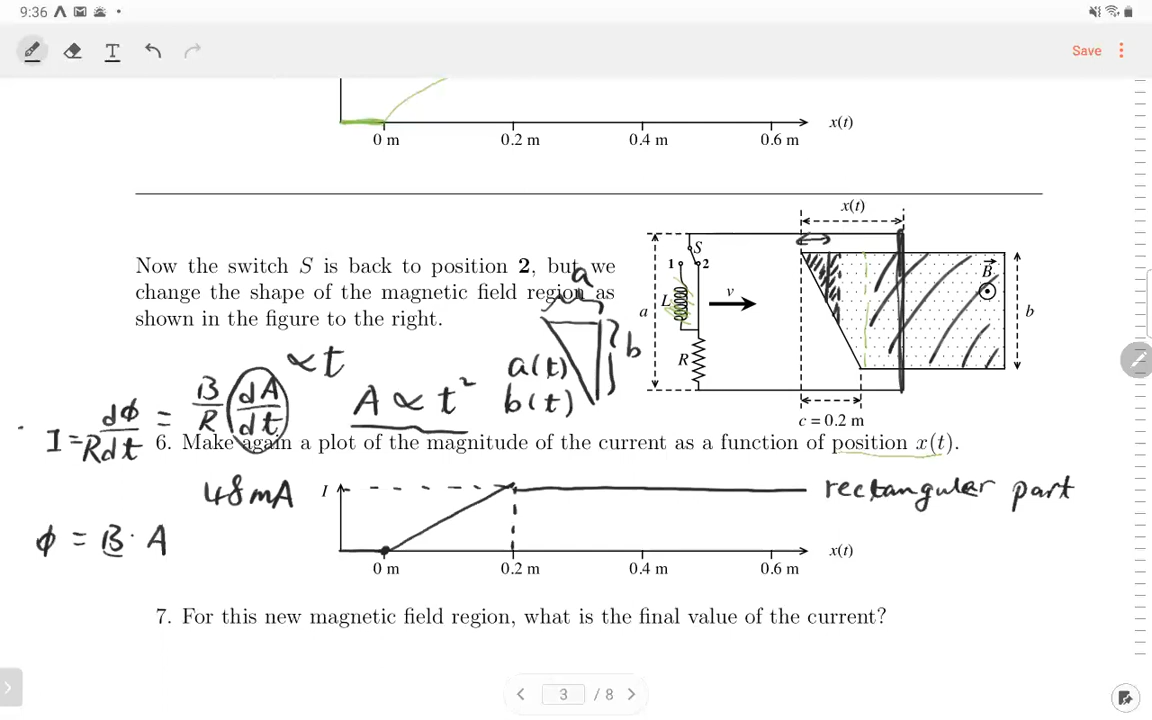 9:36
T
Save
x(t)
0 m 0.2 m 0.4 m 0.6 m
Now the switch S is back to position 2, but we
change the shape of the magnetic field region as
shown in the figure to the right.
x(t)
S
1 2
L
v
a
R
B⃗
b
c = 0.2 m
a
b
a(t)
b(t)
∝ t
A ∝ t²
I = dϕ/Rdt = B/R (dA/dt)
6. Make again a plot of the magnitude of the current as a function of position x(t).
48mA
I
rectangular part
ϕ = B · A
x(t)
0 m 0.2 m 0.4 m 0.6 m
7. For this new magnetic field region, what is the final value of the current?
3 / 8